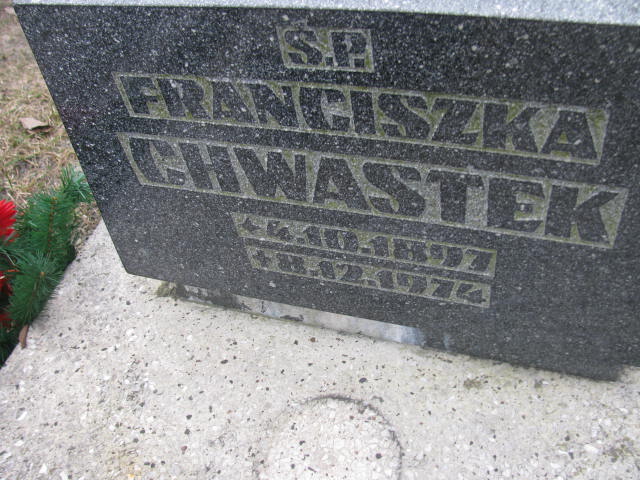 Ś.P.
FRANCISZKA
CHWASTEK
*4.10.1897
+8.12.1974